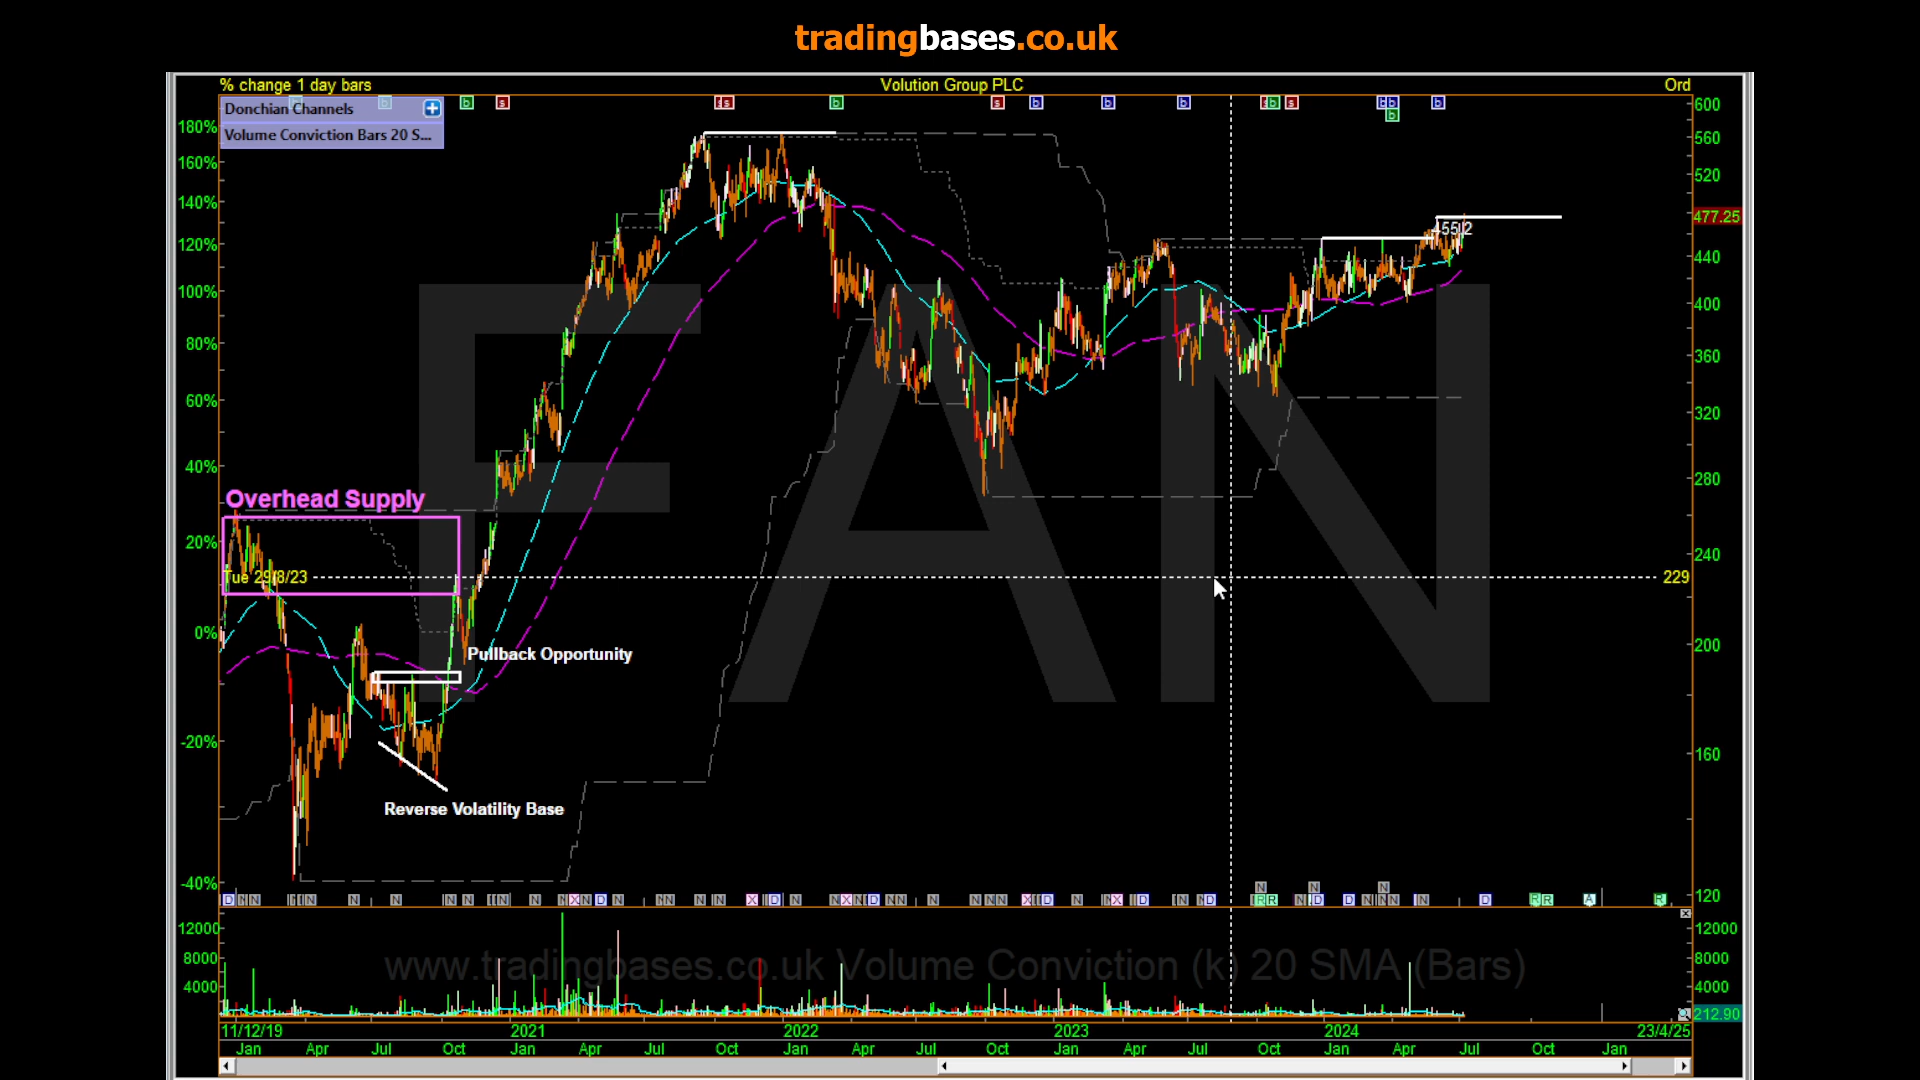 tradingbases.co.uk
% change 1 day bars
Volution Group PLC
Ord
Donchian Channels
Volume Conviction Bars 20 S...
b b s s b s b b b s b s b b b b
180%
160%
140%
120%
100%
80%
60%
40%
20%
0%
-20%
-40%
600
560
520
477.25
440
400
360
320
280
240
229
200
160
120
455.2
FAN
Overhead Supply
Tue 29/8/23
Pullback Opportunity
Reverse Volatility Base
12000
8000
4000
www.tradingbases.co.uk Volume Conviction (k) 20 SMA (Bars)
12000
8000
4000
212.90
11/12/19 2021 2022 2023 2024 23/4/25
Jan Apr Jul Oct Jan Apr Jul Oct Jan Apr Jul Oct Jan Apr Jul Oct Jan Apr Jul Oct Jan